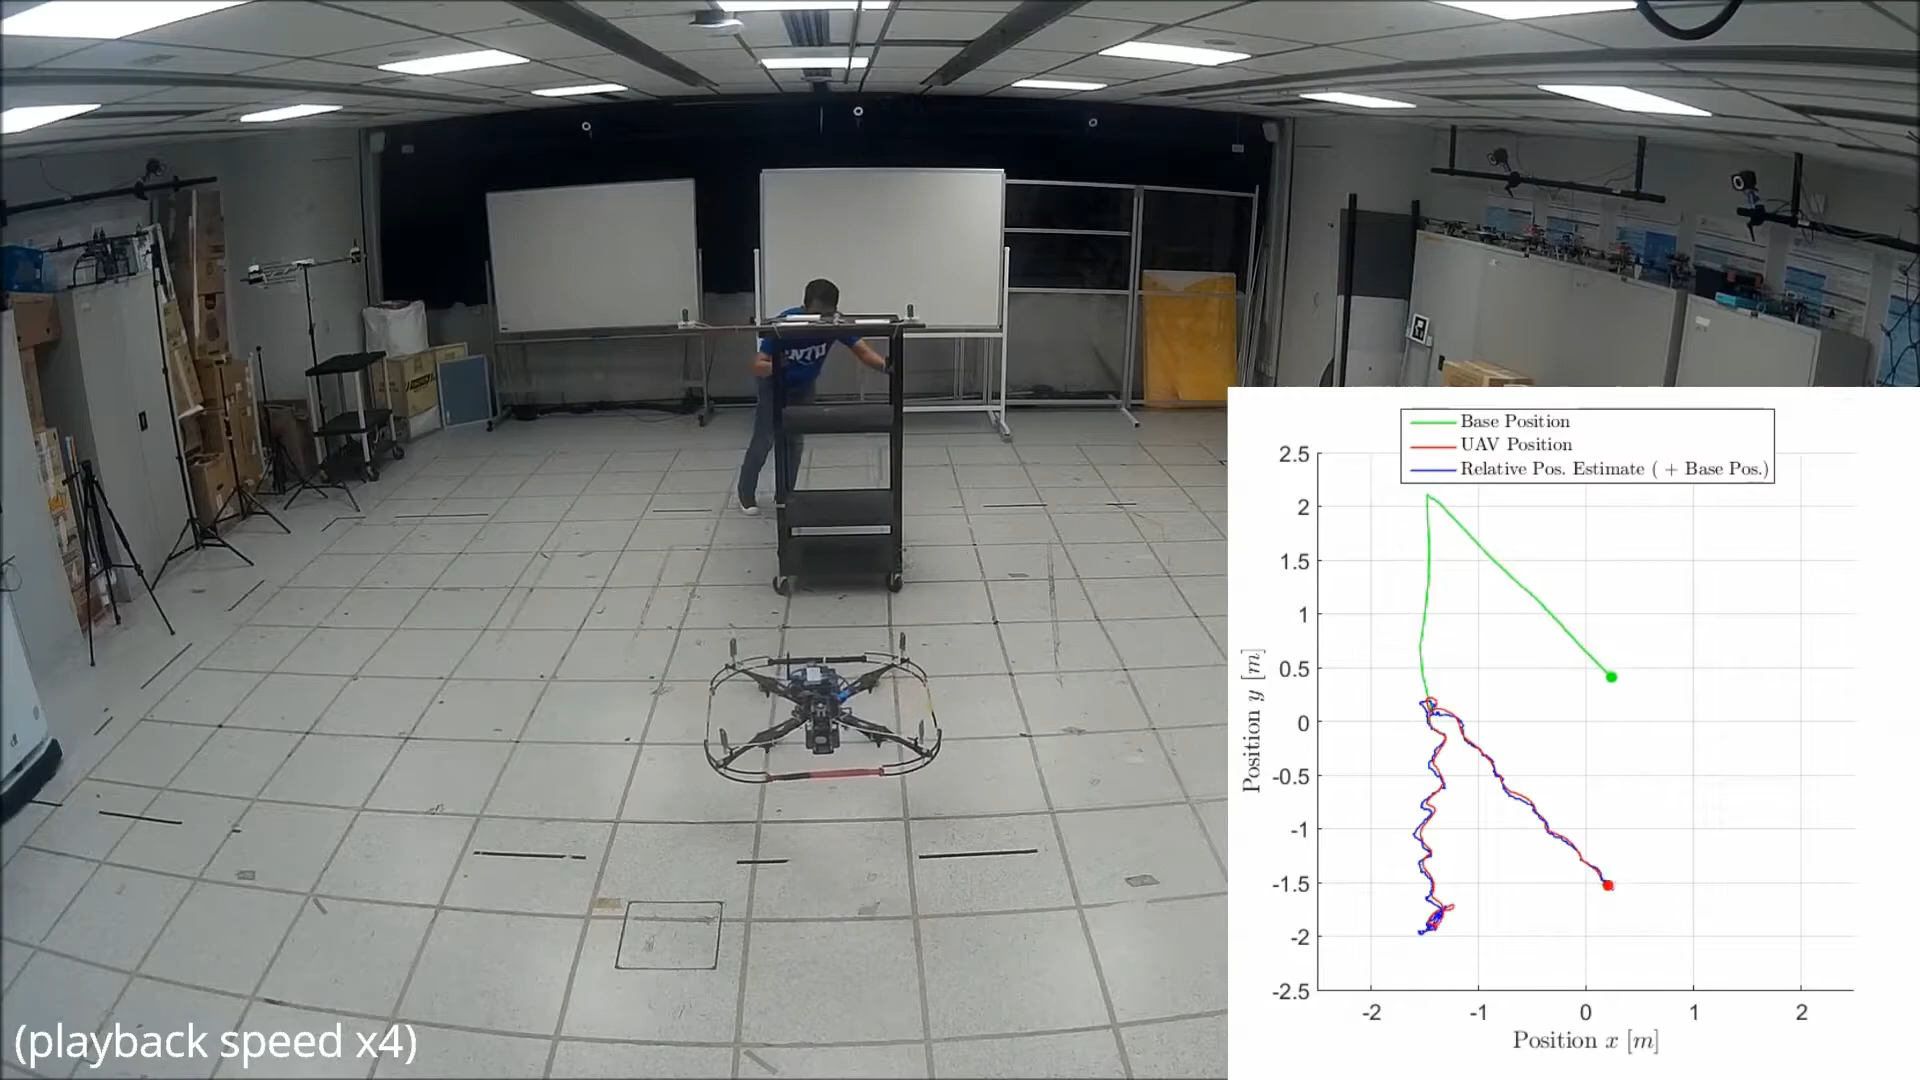 NTU
Base Position
UAV Position
Relative Pos. Estimate ( + Base Pos.)
2.5
2
1.5
1
0.5
0
-0.5
-1
-1.5
-2
-2.5
Position y [m]
-2 -1 0 1 2
Position x [m]
(playback speed x4)